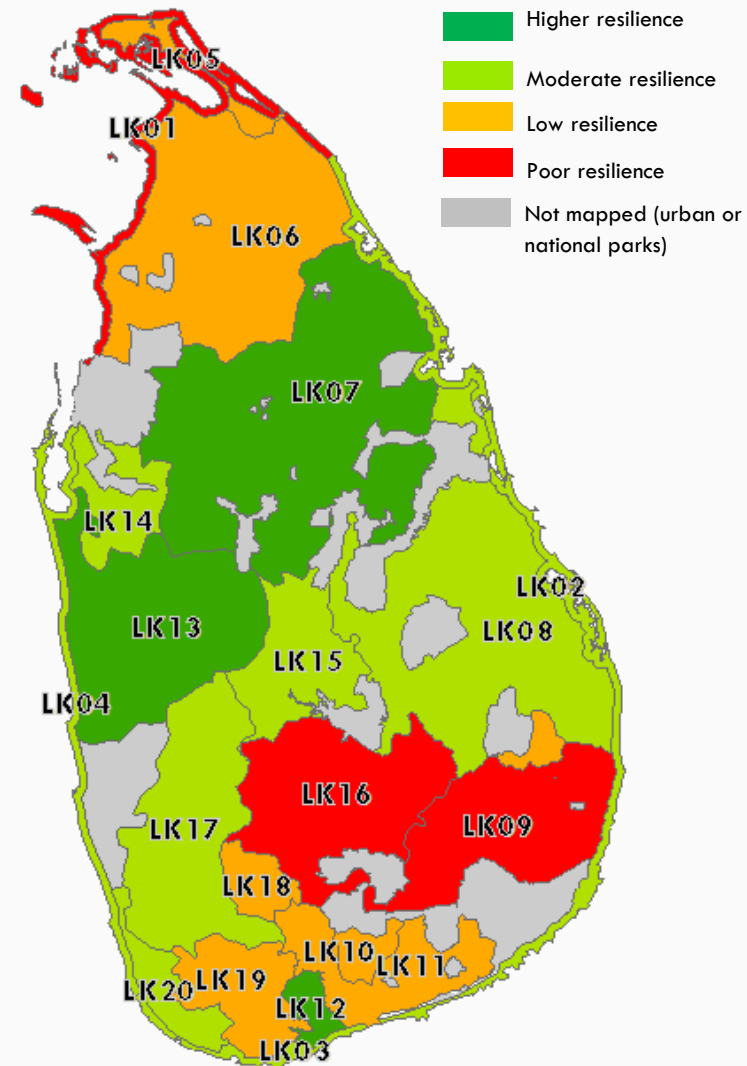 Higher resilience
LK05
Moderate resilience
Low resilience
LK01
Poor resilience
Not mapped (urban or
national parks)
LK06
LK07
LK14
LK02
LK13
LK08
LK15
LK04
LK16
LK09
LK17
LK18
LK10
LK11
LK19
LK20
LK12
LK03